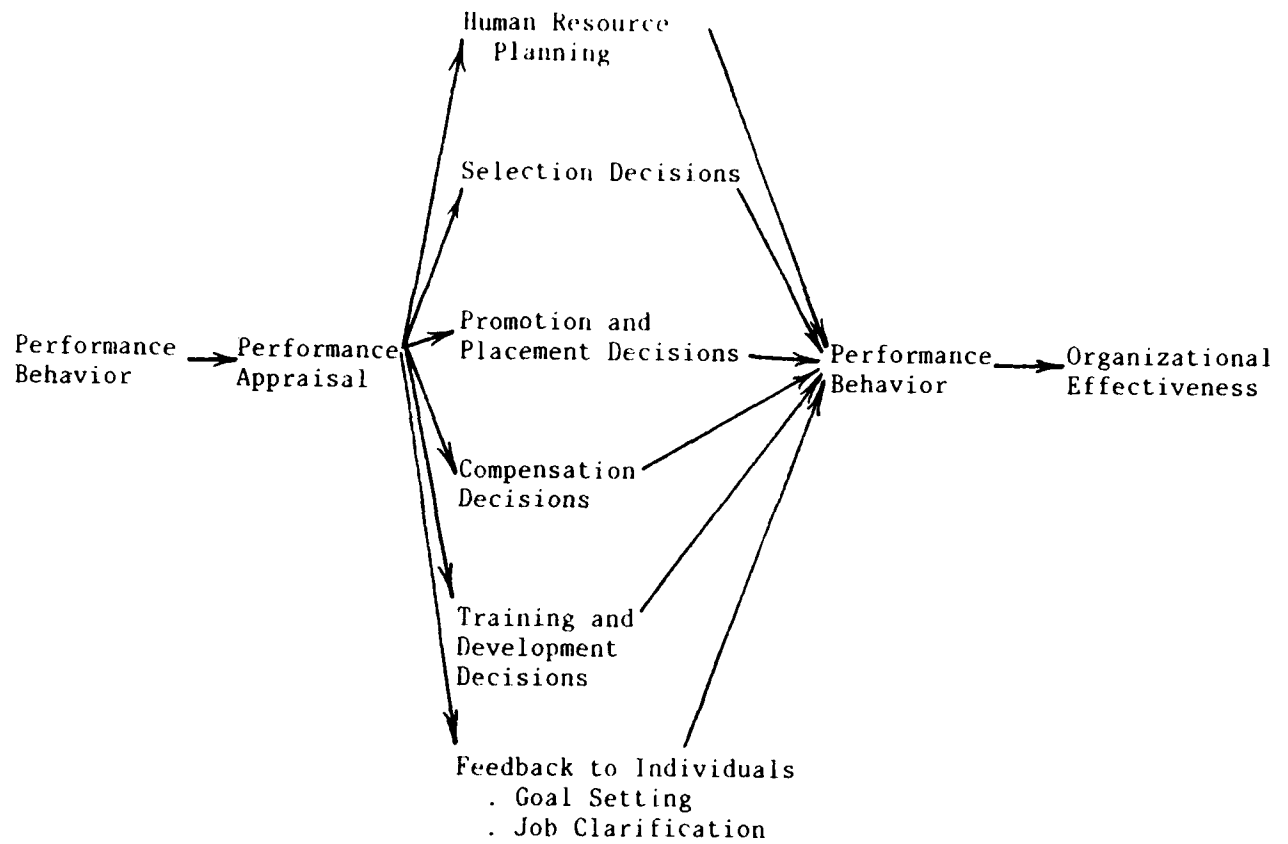 Human Resource
Planning
Selection Decisions
Performance
Behavior
Performance
Appraisal
Promotion and
Placement Decisions
Performance
Behavior
Organizational
Effectiveness
Compensation
Decisions
Training and
Development
Decisions
Feedback to Individuals
. Goal Setting
. Job Clarification